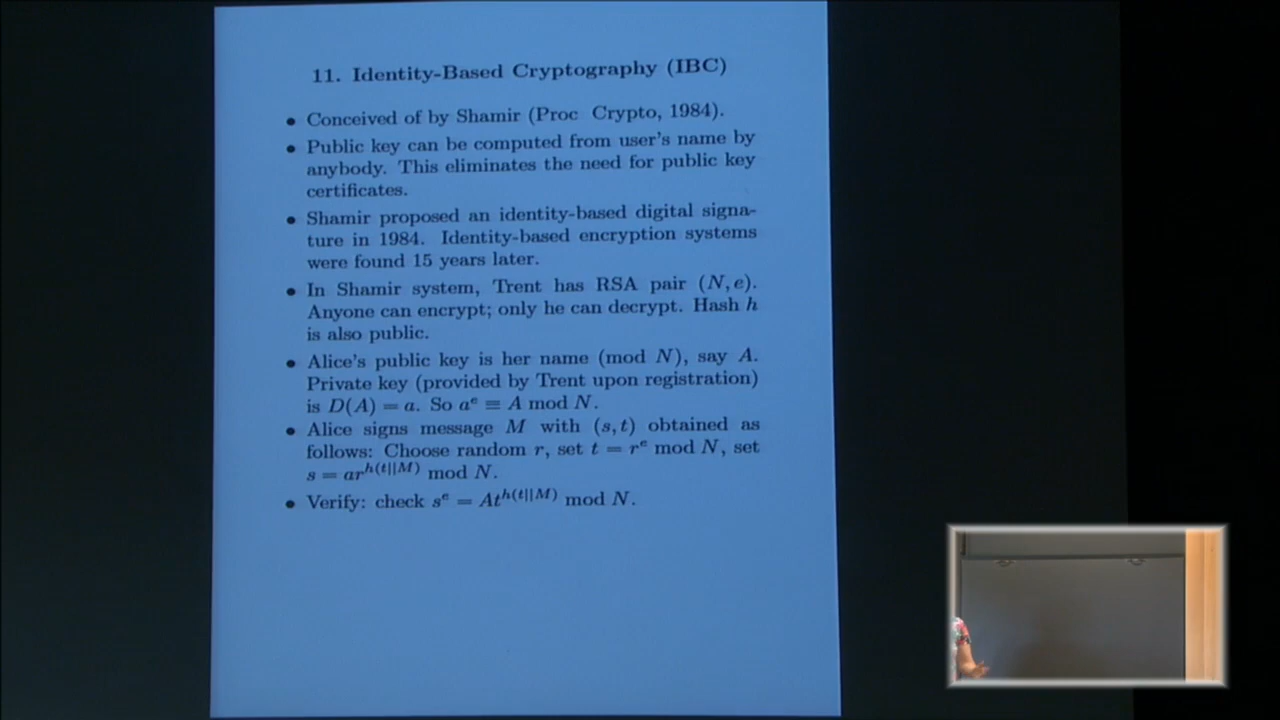 11. Identity-Based Cryptography (IBC)
• Conceived of by Shamir (Proc Crypto, 1984).
• Public key can be computed from user's name by
anybody. This eliminates the need for public key
certificates.
• Shamir proposed an identity-based digital signa-
ture in 1984. Identity-based encryption systems
were found 15 years later.
• In Shamir system, Trent has RSA pair (N, e).
Anyone can encrypt; only he can decrypt. Hash h
is also public.
• Alice's public key is her name (mod N), say A.
Private key (provided by Trent upon registration)
is D(A) = a. So aᵉ ≡ A mod N.
• Alice signs message M with (s, t) obtained as
follows: Choose random r, set t = rᵉ mod N, set
s = ar^{h(t||M)} mod N.
• Verify: check sᵉ = At^{h(t||M)} mod N.